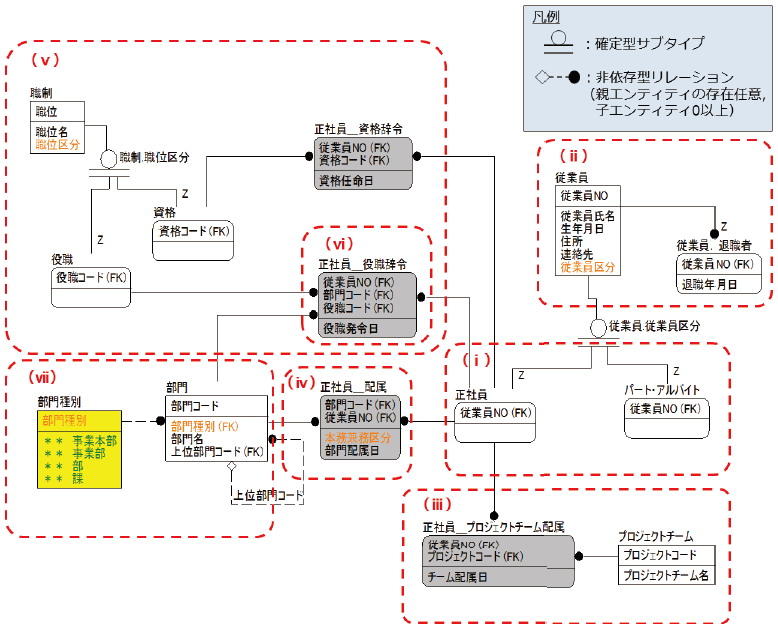 凡例
：確定型サブタイプ
：非依存型リレーション
（親エンティティの存在任意，
子エンティティ0以上）
（ⅴ）
職制
職位
職位名
職位区分
職制.職位区分
Z
Z
資格
資格コード(FK)
役職
役職コード(FK)
正社員__資格辞令
従業員NO (FK)
資格コード(FK)
資格任命日
（ⅵ）
正社員__役職辞令
従業員NO (FK)
部門コード(FK)
役職コード(FK)
役職発令日
（ⅱ）
従業員
従業員NO
従業員氏名
生年月日
住所
連絡先
従業員区分
Z
従業員．退職者
従業員NO (FK)
退職年月日
従業員.従業員区分
（ⅰ）
Z
Z
正社員
従業員NO (FK)
パート・アルバイト
従業員NO (FK)
（ⅶ）
部門種別
部門種別
＊＊ 事業本部
＊＊ 事業部
＊＊ 部
＊＊ 課
部門
部門コード
部門種別(FK)
部門名
上位部門コード(FK)
上位部門コード
（ⅳ）
正社員__配属
部門コード(FK)
従業員NO (FK)
本務兼務区分
部門配属日
（ⅲ）
正社員__プロジェクトチーム配属
従業員NO (FK)
プロジェクトコード(FK)
チーム配属日
プロジェクトチーム
プロジェクトコード
プロジェクトチーム名